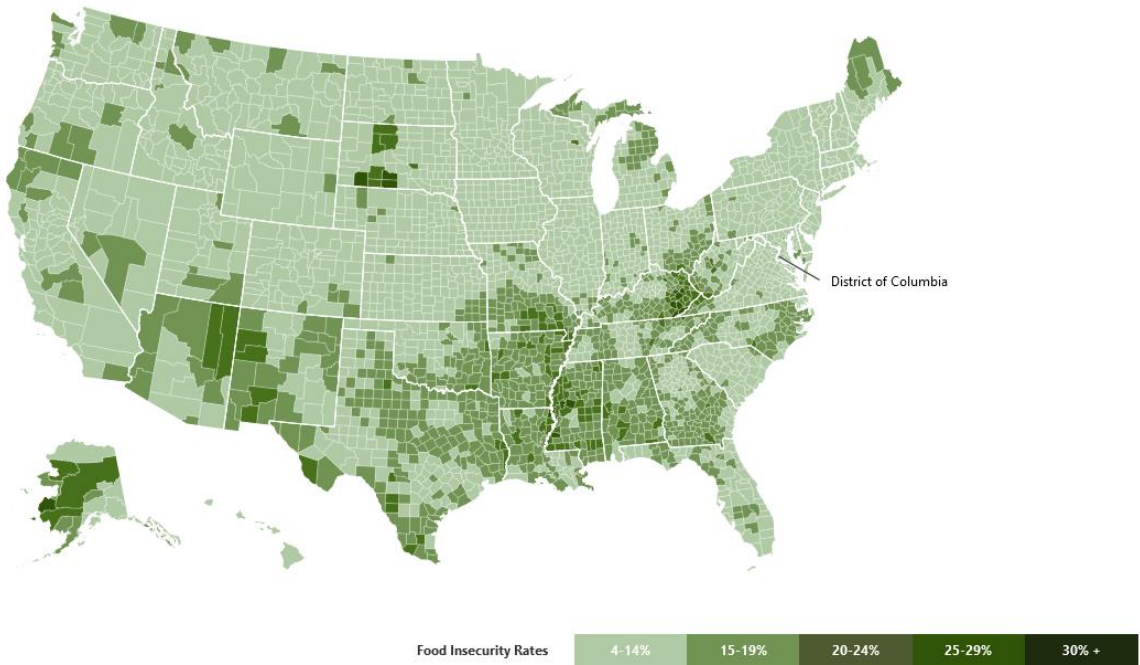 District of Columbia
Food Insecurity Rates 4-14% 15-19% 20-24% 25-29% 30% +